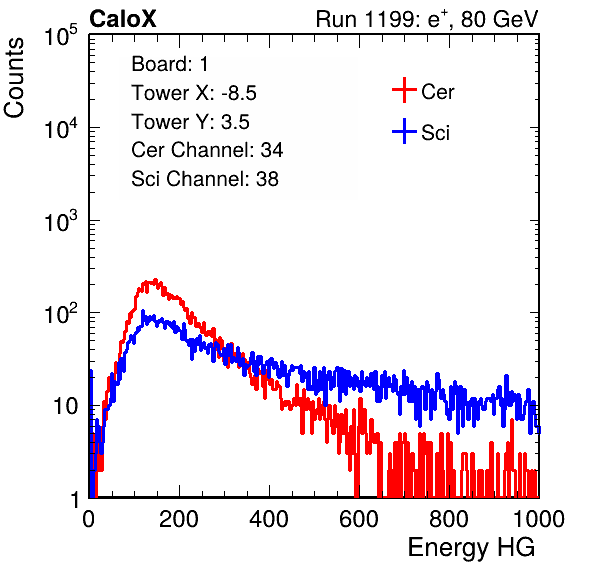 CaloX Run 1199: e⁺, 80 GeV
Counts
Board: 1
Tower X: -8.5
Tower Y: 3.5
Cer Channel: 34
Sci Channel: 38
Cer
Sci
10⁵
10⁴
10³
10²
10
1
0 200 400 600 800 1000
Energy HG